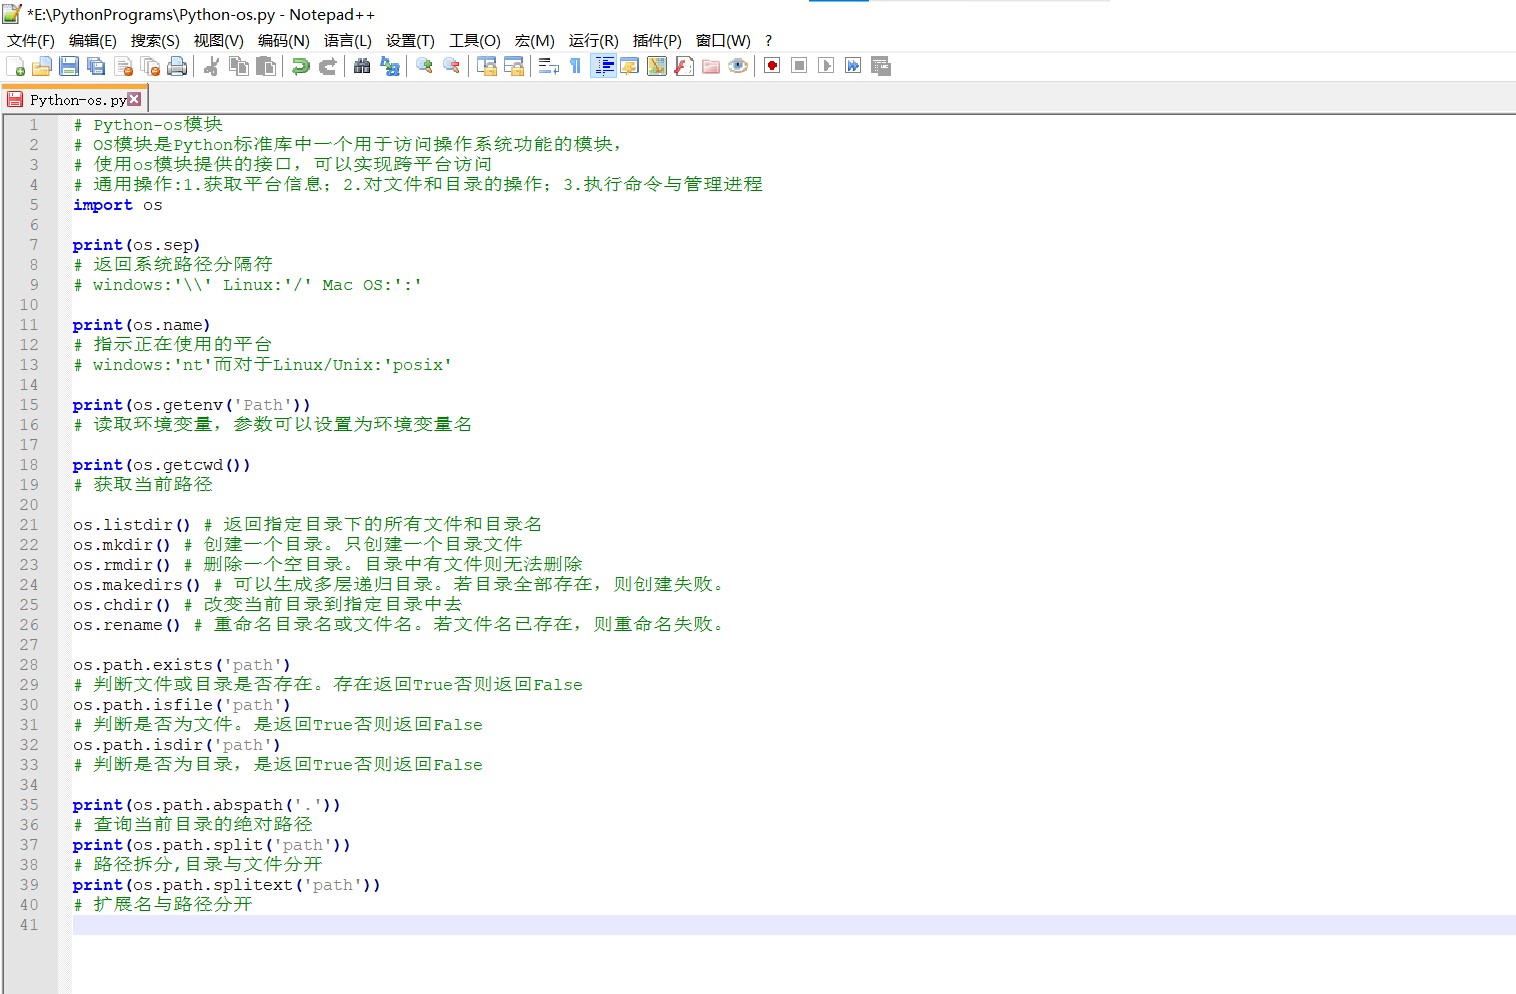 *E:\PythonPrograms\Python-os.py - Notepad++
文件(F) 编辑(E) 搜索(S) 视图(V) 编码(N) 语言(L) 设置(T) 工具(O) 宏(M) 运行(R) 插件(P) 窗口(W) ?
Python-os.py
1 # Python-os模块
2 # OS模块是Python标准库中一个用于访问操作系统功能的模块,
3 # 使用os模块提供的接口，可以实现跨平台访问
4 # 通用操作:1.获取平台信息；2.对文件和目录的操作；3.执行命令与管理进程
5 import os
6
7 print(os.sep)
8 # 返回系统路径分隔符
9 # windows:'\\' Linux:'/' Mac OS:':'
10
11 print(os.name)
12 # 指示正在使用的平台
13 # windows:'nt'而对于Linux/Unix:'posix'
14
15 print(os.getenv('Path'))
16 # 读取环境变量，参数可以设置为环境变量名
17
18 print(os.getcwd())
19 # 获取当前路径
20
21 os.listdir() # 返回指定目录下的所有文件和目录名
22 os.mkdir() # 创建一个目录。只创建一个目录文件
23 os.rmdir() # 删除一个空目录。目录中有文件则无法删除
24 os.makedirs() # 可以生成多层递归目录。若目录全部存在，则创建失败。
25 os.chdir() # 改变当前目录到指定目录中去
26 os.rename() # 重命名目录名或文件名。若文件名已存在，则重命名失败。
27
28 os.path.exists('path')
29 # 判断文件或目录是否存在。存在返回True否则返回False
30 os.path.isfile('path')
31 # 判断是否为文件。是返回True否则返回False
32 os.path.isdir('path')
33 # 判断是否为目录，是返回True否则返回False
34
35 print(os.path.abspath('.'))
36 # 查询当前目录的绝对路径
37 print(os.path.split('path'))
38 # 路径拆分,目录与文件分开
39 print(os.path.splitext('path'))
40 # 扩展名与路径分开
41